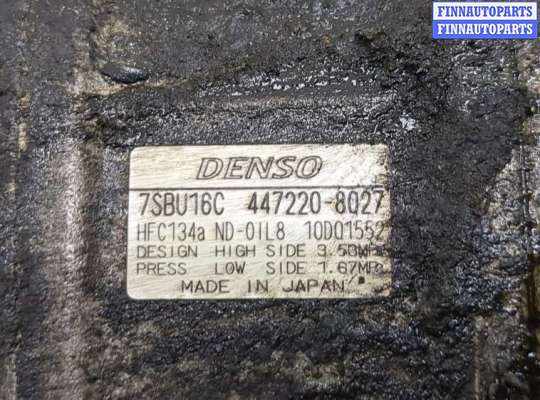 FINNAUTOPARTS
FINNAUTOPARTS
DENSO
7SBU16C 447220-8027
HFC134a ND-OIL8 10D01552
DESIGN HIGH SIDE 3.53MPa
PRESS LOW SIDE 1.67MPa
MADE IN JAPAN